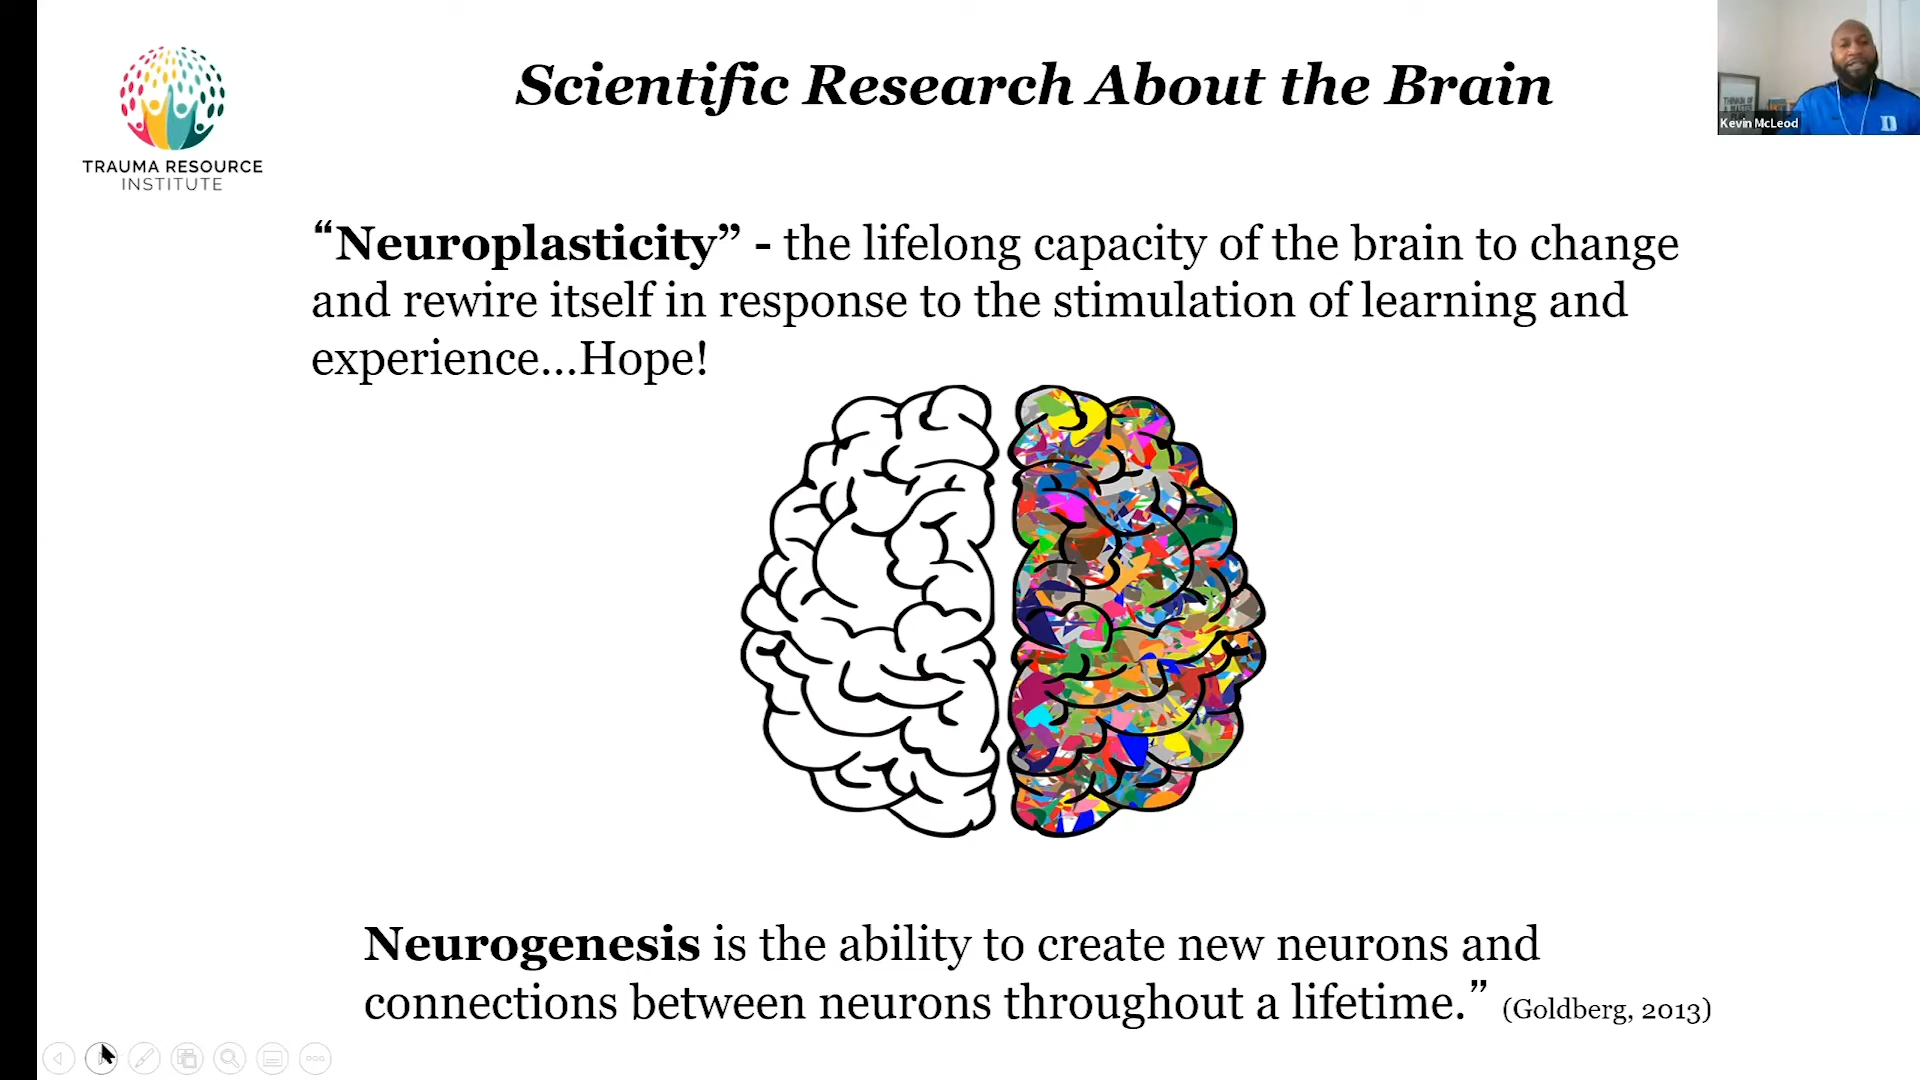 Scientific Research About the Brain
TRAUMA RESOURCE
INSTITUTE
Kevin McLeod
D
“Neuroplasticity” - the lifelong capacity of the brain to change
and rewire itself in response to the stimulation of learning and
experience…Hope!
Neurogenesis is the ability to create new neurons and
connections between neurons throughout a lifetime.” (Goldberg, 2013)